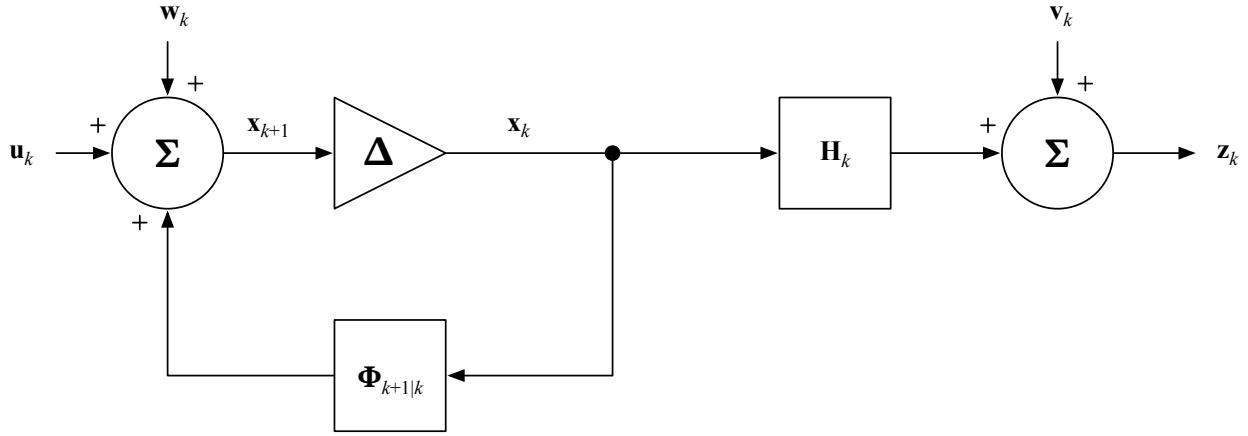 w_k
v_k
+
+
+
+
x_{k+1}
x_k
+
u_k
Σ
Δ
H_k
Σ
z_k
+
Φ_{k+1|k}